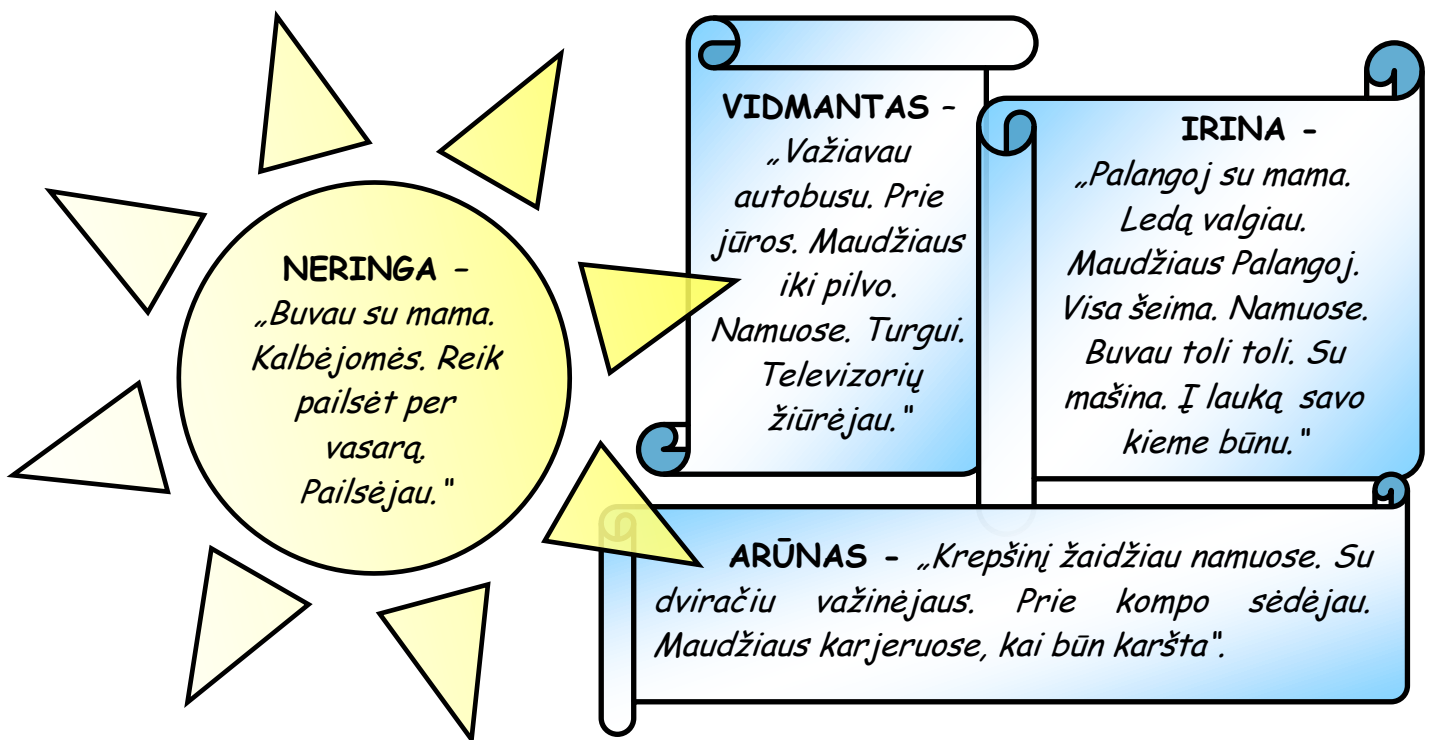 NERINGA –
„Buvau su mama.
Kalbėjomės. Reik
pailsėt per
vasarą.
Pailsėjau."
VIDMANTAS –
„Važiavau
autobusu. Prie
jūros. Maudžiaus
iki pilvo.
Namuose. Turgui.
Televizorių
žiūrėjau."
IRINA -
„Palangoj su mama.
Ledą valgiau.
Maudžiaus Palangoj.
Visa šeima. Namuose.
Buvau toli toli. Su
mašina. Į lauką savo
kieme būnu."
ARŪNAS - „Krepšinį žaidžiau namuose. Su
dviračiu važinėjaus. Prie kompo sėdėjau.
Maudžiaus karjeruose, kai būn karšta".